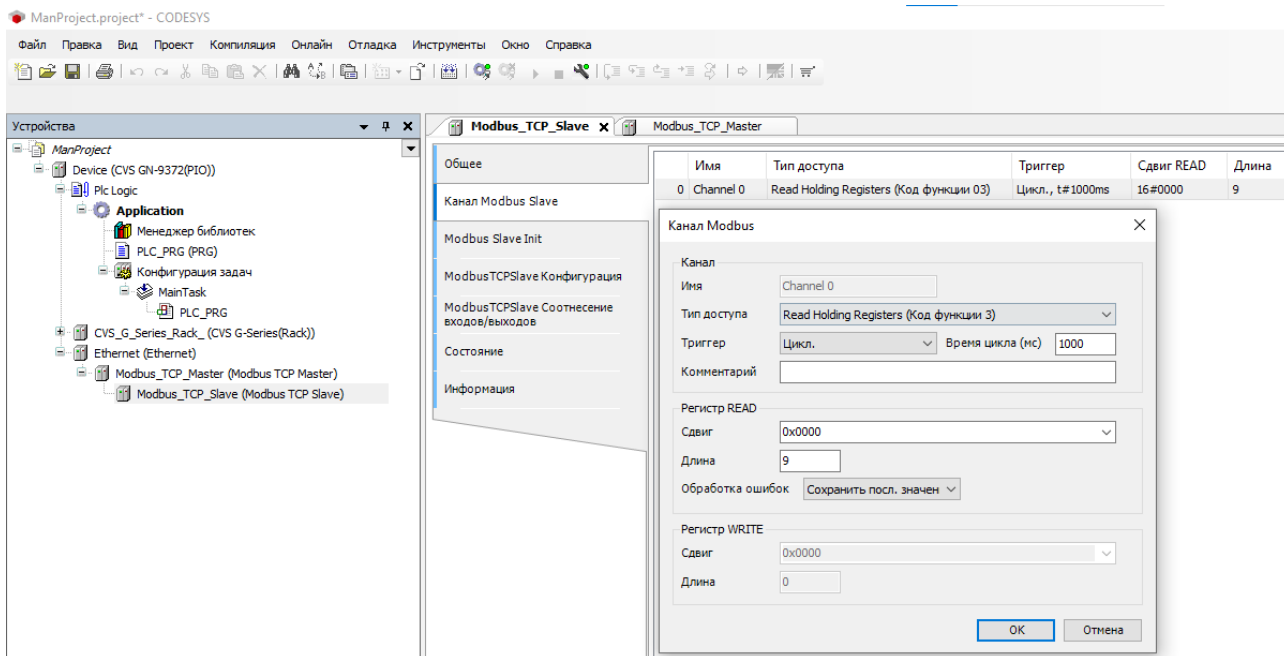 ManProject.project* - CODESYS
Файл Правка Вид Проект Компиляция Онлайн Отладка Инструменты Окно Справка
Устройства
ManProject
Device (CVS GN-9372(PIO))
Plc Logic
Application
Менеджер библиотек
PLC_PRG (PRG)
Конфигурация задач
MainTask
PLC_PRG
CVS_G_Series_Rack_ (CVS G-Series(Rack))
Ethernet (Ethernet)
Modbus_TCP_Master (Modbus TCP Master)
Modbus_TCP_Slave (Modbus TCP Slave)
Modbus_TCP_Slave Modbus_TCP_Master
Общее
Канал Modbus Slave
Modbus Slave Init
ModbusTCPSlave Конфигурация
ModbusTCPSlave Соотнесение
входов/выходов
Состояние
Информация
Имя Тип доступа Триггер Сдвиг READ Длина
0 Channel 0 Read Holding Registers (Код функции 03) Цикл., t#1000ms 16#0000 9
Канал Modbus
Канал
Имя Channel 0
Тип доступа Read Holding Registers (Код функции 3)
Триггер Цикл. Время цикла (мс) 1000
Комментарий
Регистр READ
Сдвиг 0x0000
Длина 9
Обработка ошибок Сохранить посл. значен
Регистр WRITE
Сдвиг 0x0000
Длина 0
OK Отмена